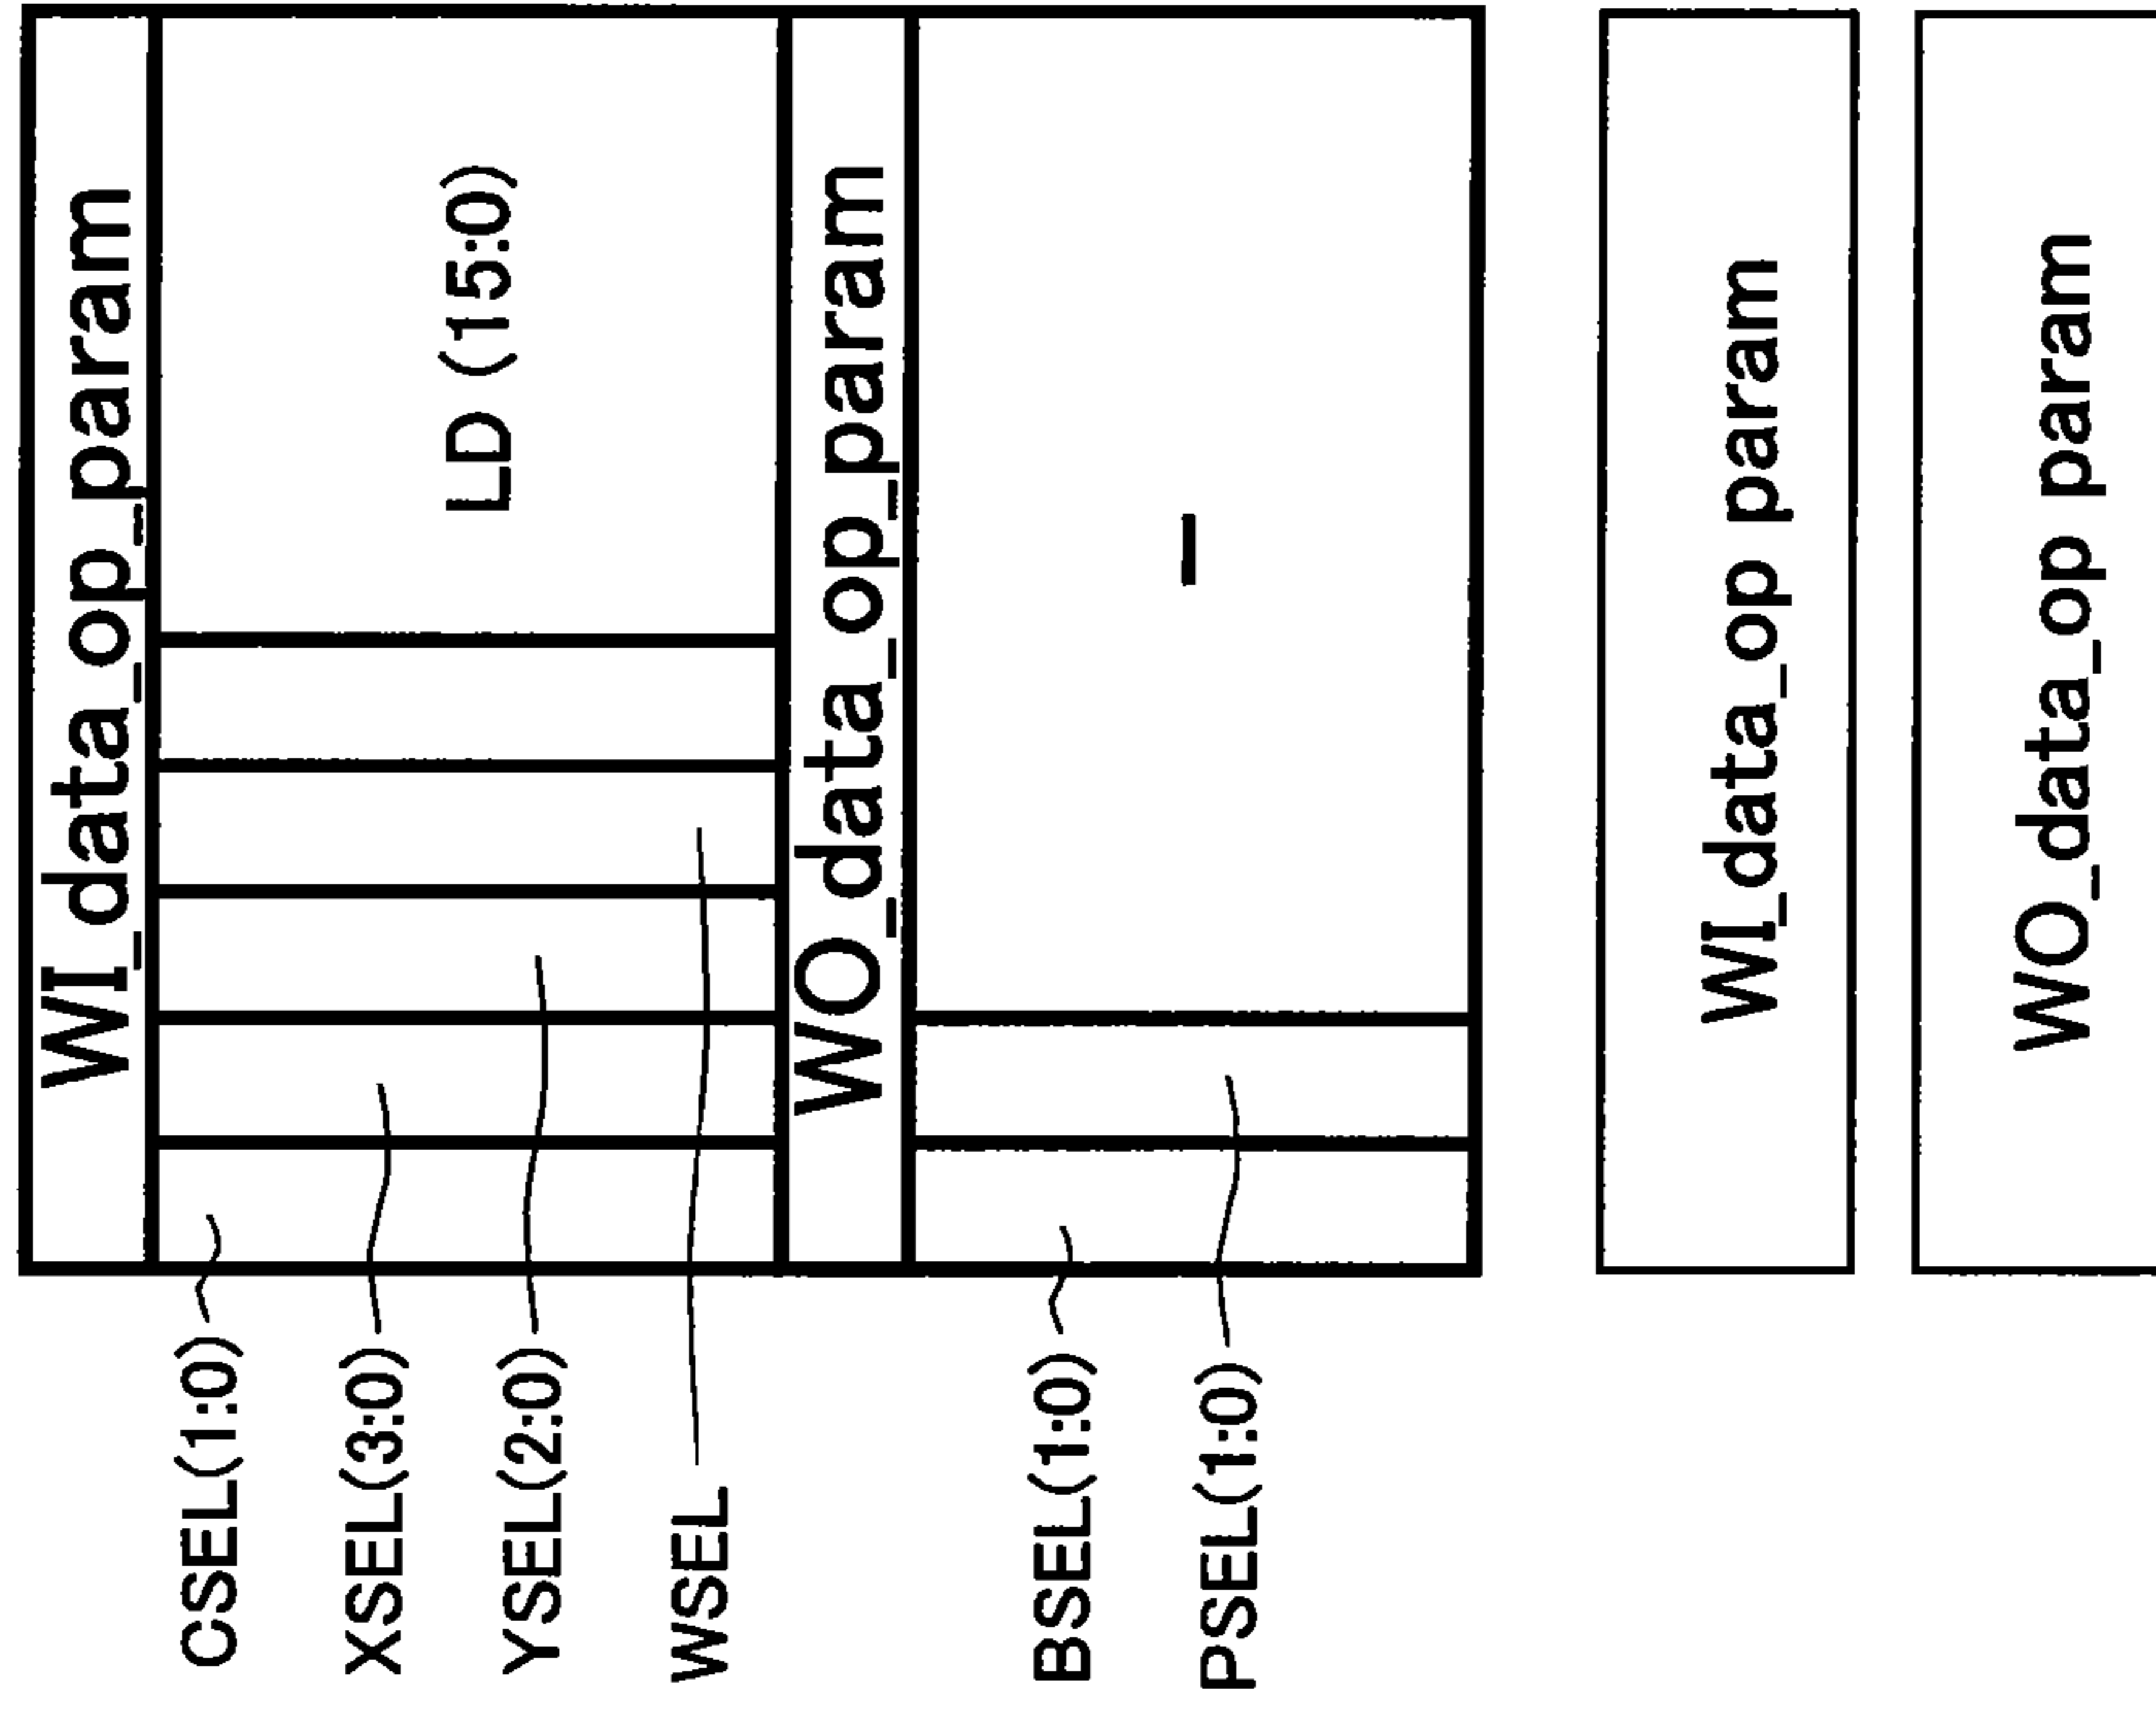 WI_data_op_param
CSEL(1:0)
XSEL(3:0)
YSEL(2:0)
WSEL
LD (15:0)
WO_data_op_param
BSEL(1:0)
PSEL(1:0)
–
WI_data_op param
WO_data_op param